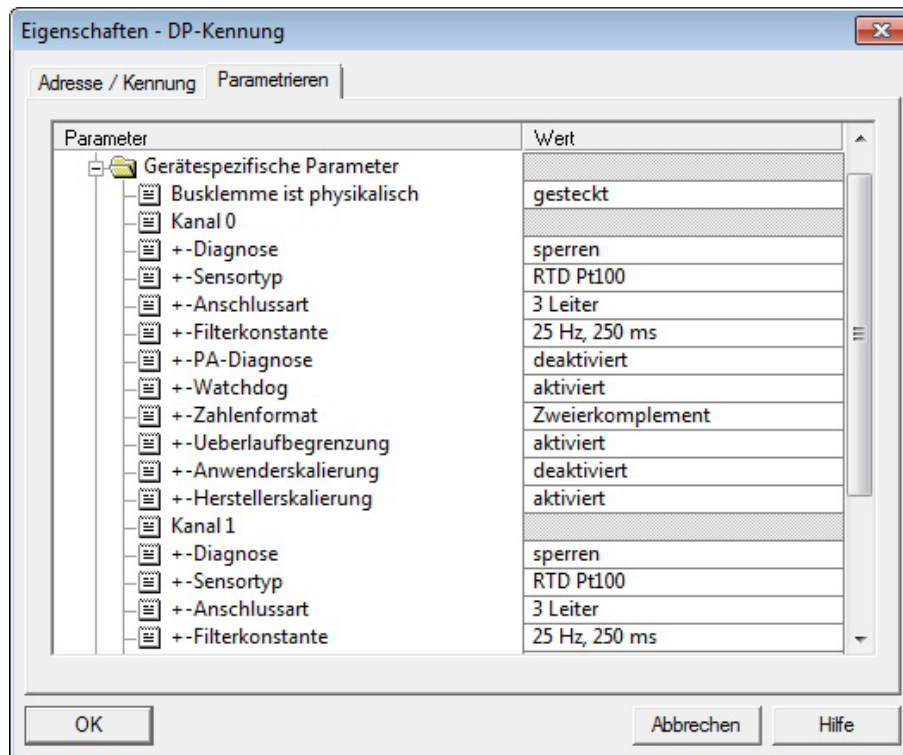 Eigenschaften - DP-Kennung
Adresse / Kennung Parametrieren
Parameter Wert
Gerätespezifische Parameter
Busklemme ist physikalisch gesteckt
Kanal 0
+-Diagnose sperren
+-Sensortyp RTD Pt100
+-Anschlussart 3 Leiter
+-Filterkonstante 25 Hz, 250 ms
+-PA-Diagnose deaktiviert
+-Watchdog aktiviert
+-Zahlenformat Zweierkomplement
+-Ueberlaufbegrenzung aktiviert
+-Anwenderskalierung deaktiviert
+-Herstellerskalierung aktiviert
Kanal 1
+-Diagnose sperren
+-Sensortyp RTD Pt100
+-Anschlussart 3 Leiter
+-Filterkonstante 25 Hz, 250 ms
OK Abbrechen Hilfe